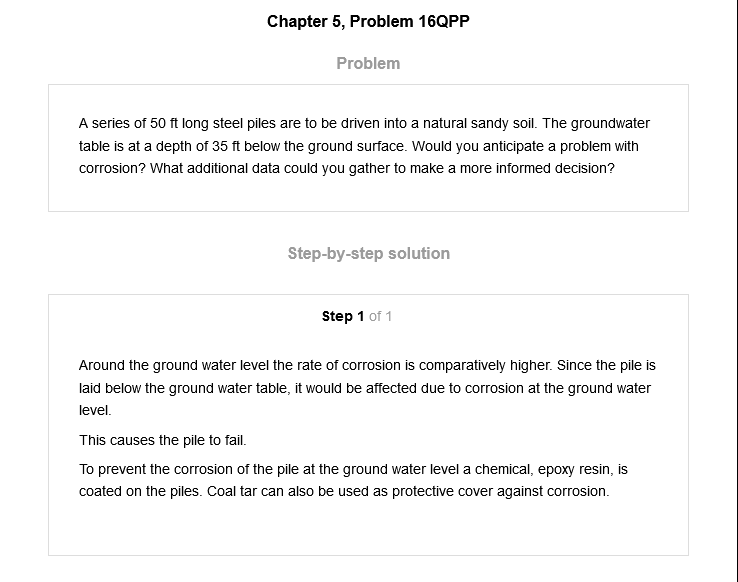 Chapter 5, Problem 16QPP
Problem
A series of 50 ft long steel piles are to be driven into a natural sandy soil. The groundwater
table is at a depth of 35 ft below the ground surface. Would you anticipate a problem with
corrosion? What additional data could you gather to make a more informed decision?
Step-by-step solution
Step 1 of 1
Around the ground water level the rate of corrosion is comparatively higher. Since the pile is
laid below the ground water table, it would be affected due to corrosion at the ground water
level.
This causes the pile to fail.
To prevent the corrosion of the pile at the ground water level a chemical, epoxy resin, is
coated on the piles. Coal tar can also be used as protective cover against corrosion.